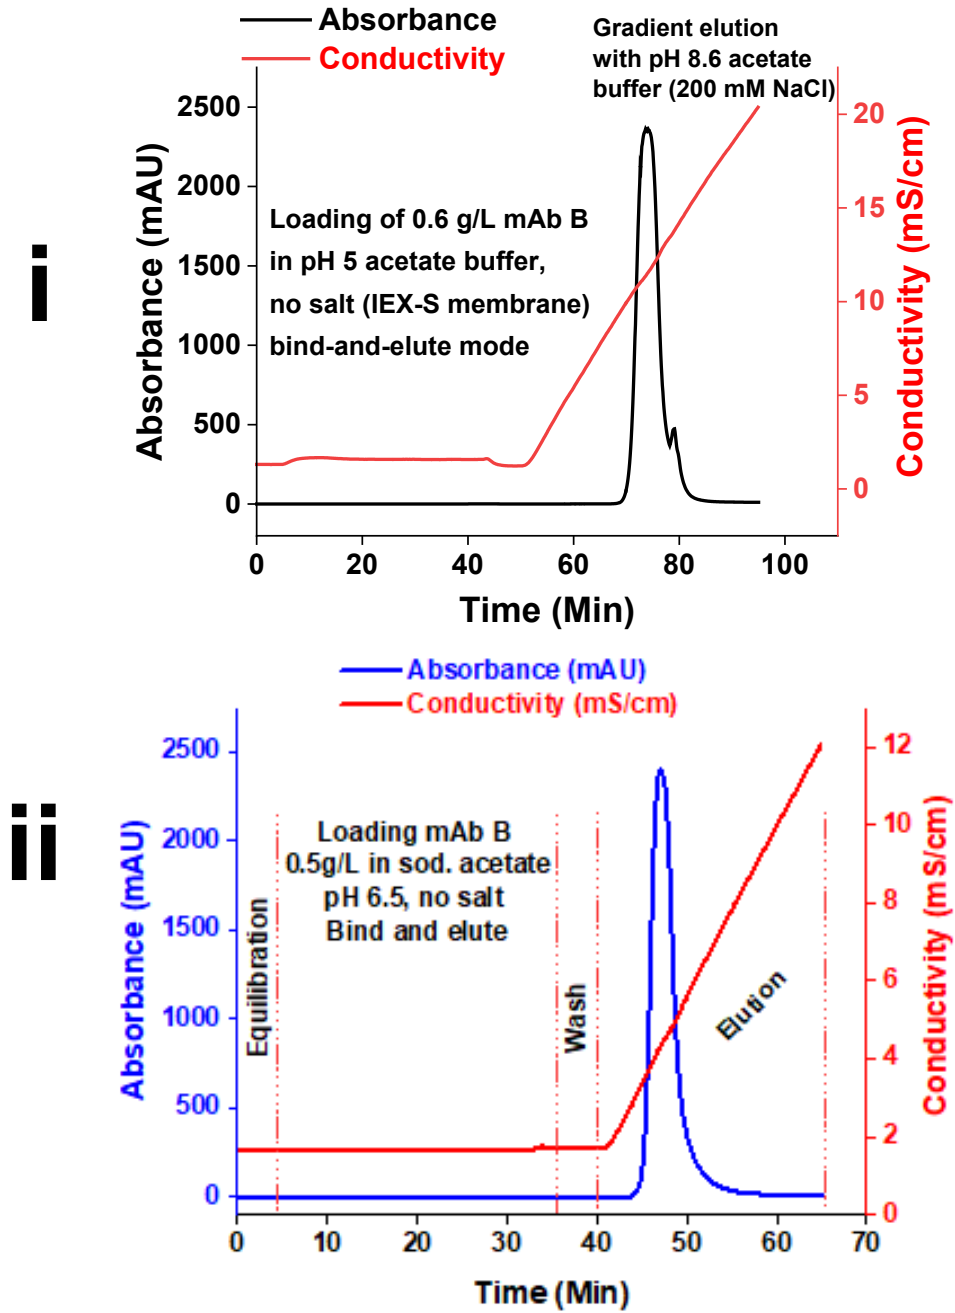 Absorbance
Conductivity
Gradient elution
with pH 8.6 acetate
buffer (200 mM NaCl)
i
Absorbance (mAU)
2500
2000
1500
1000
500
0
Loading of 0.6 g/L mAb B
in pH 5 acetate buffer,
no salt (IEX-S membrane)
bind-and-elute mode
20
15
10
5
0
Conductivity (mS/cm)
0 20 40 60 80 100
Time (Min)
ii
Absorbance (mAU)
Conductivity (mS/cm)
Absorbance (mAU)
2500
2000
1500
1000
500
0
Equilibration
Loading mAb B
0.5g/L in sod. acetate
pH 6.5, no salt
Bind and elute
Wash
Elution
12
10
8
6
4
2
0
Conductivity (mS/cm)
0 10 20 30 40 50 60 70
Time (Min)